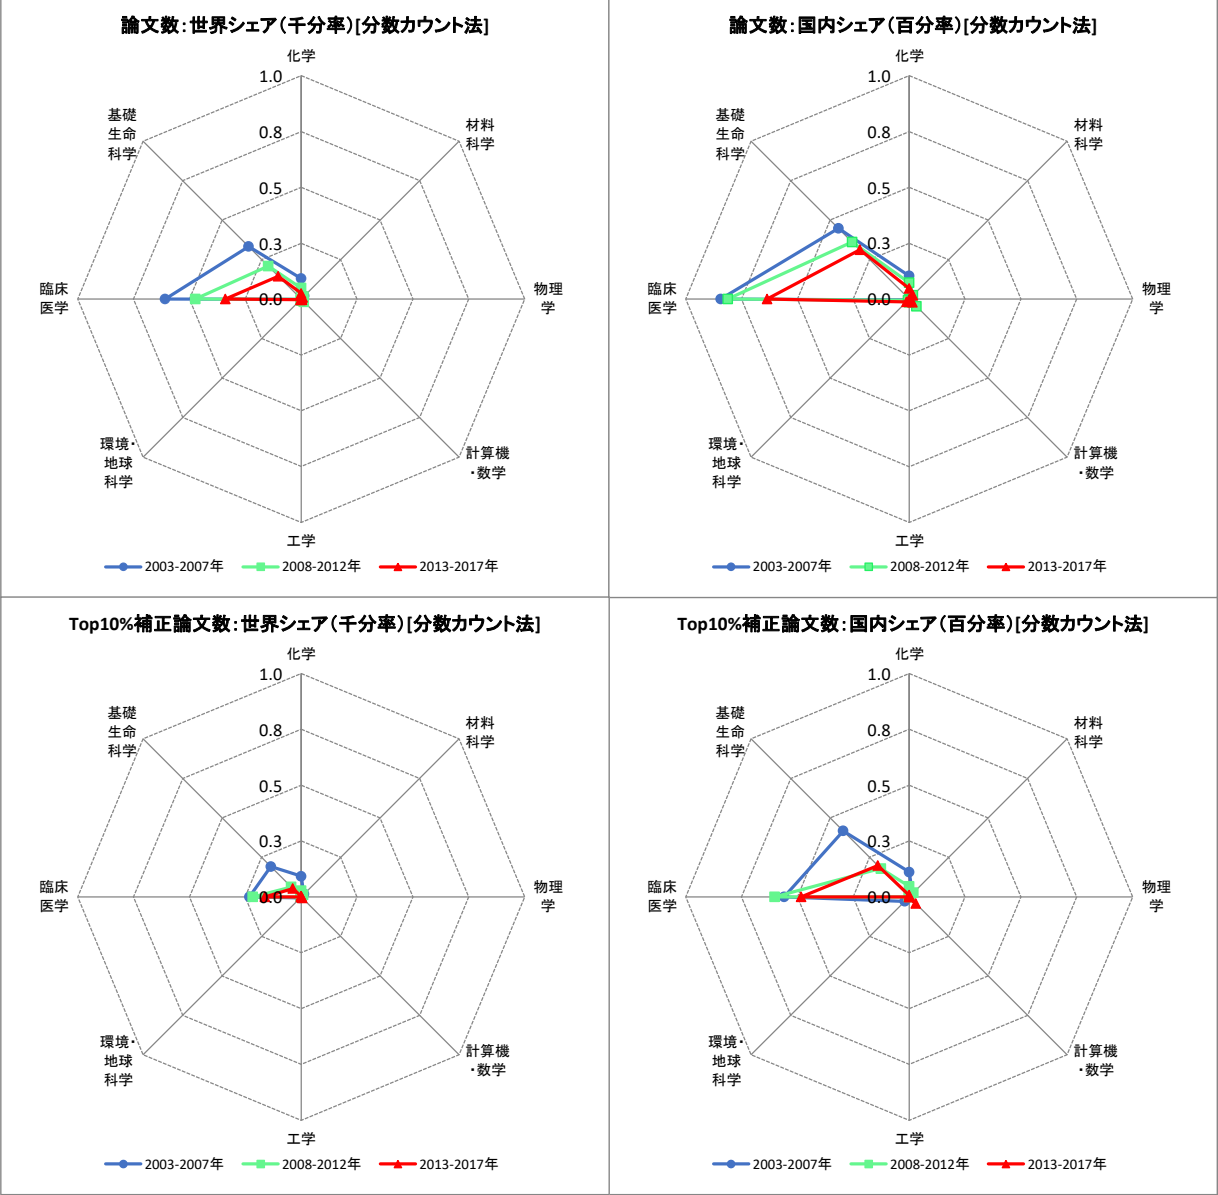 論文数:世界シェア(千分率)[分数カウント法]
化学
1.0
0.8
0.5
0.3
0.0
材料
科学
物理
学
計算機
・数学
工学
環境・
地球
科学
臨床
医学
基礎
生命
科学
2003-2007年
2008-2012年
2013-2017年
論文数:国内シェア(百分率)[分数カウント法]
化学
1.0
0.8
0.5
0.3
0.0
材料
科学
物理
学
計算機
・数学
工学
環境・
地球
科学
臨床
医学
基礎
生命
科学
2003-2007年
2008-2012年
2013-2017年
Top10%補正論文数:世界シェア(千分率)[分数カウント法]
化学
1.0
0.8
0.5
0.3
0.0
材料
科学
物理
学
計算機
・数学
工学
環境・
地球
科学
臨床
医学
基礎
生命
科学
2003-2007年
2008-2012年
2013-2017年
Top10%補正論文数:国内シェア(百分率)[分数カウント法]
化学
1.0
0.8
0.5
0.3
0.0
材料
科学
物理
学
計算機
・数学
工学
環境・
地球
科学
臨床
医学
基礎
生命
科学
2003-2007年
2008-2012年
2013-2017年